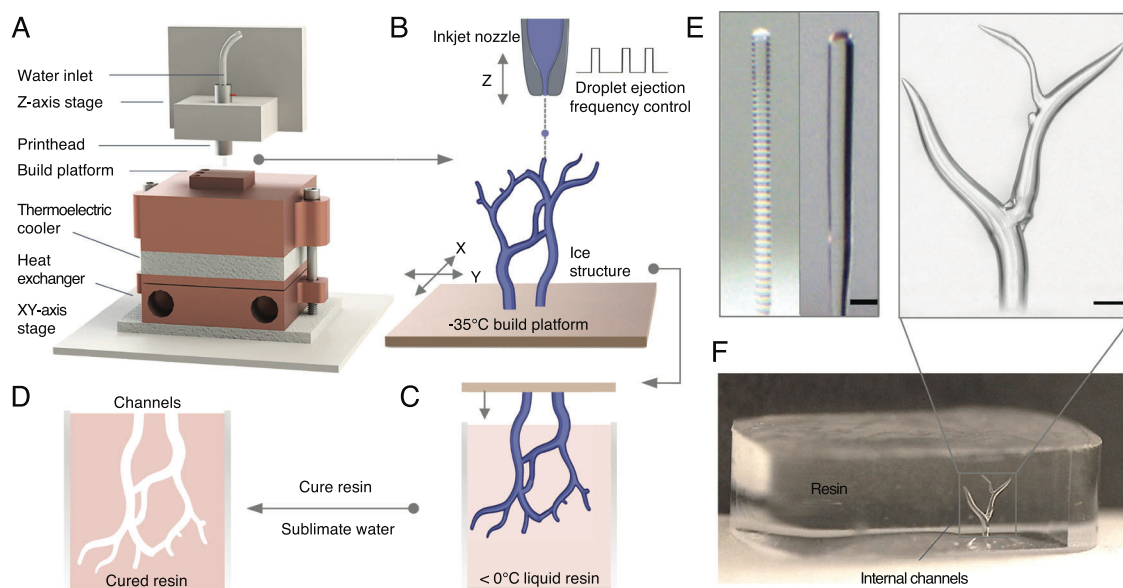 A
Water inlet
Z-axis stage
Printhead
Build platform
Thermoelectric
cooler
Heat
exchanger
XY-axis
stage
B
Inkjet nozzle
Z
Droplet ejection
frequency control
X
Y
Ice
structure
-35°C build platform
E
D
Channels
Cured resin
Cure resin
Sublimate water
C
< 0°C liquid resin
F
Resin
Internal channels